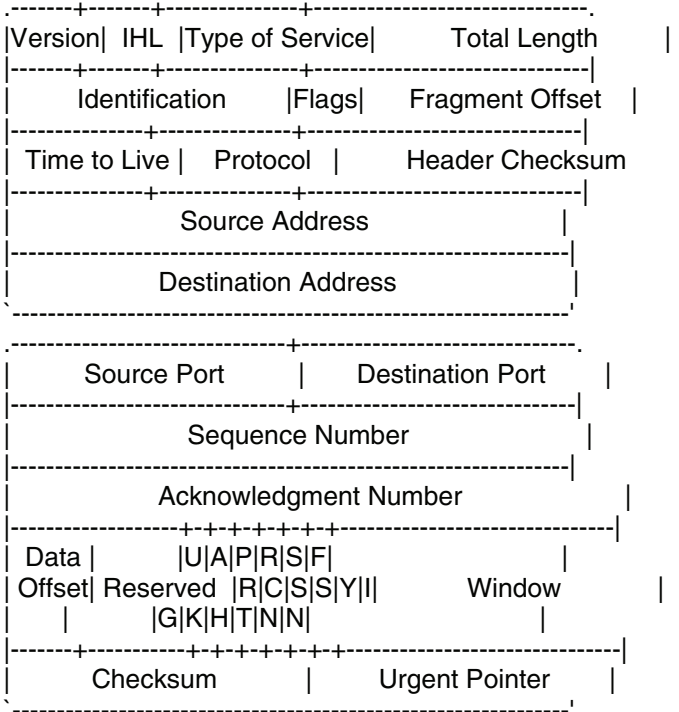 .-------+-------+---------------+-------------------------------.
|Version| IHL |Type of Service| Total Length |
|-------+-------+---------------+-------------------------------|
| Identification |Flags| Fragment Offset |
|---------------+---------------+-------------------------------|
| Time to Live | Protocol | Header Checksum
|---------------+---------------+-------------------------------|
| Source Address |
|---------------------------------------------------------------|
| Destination Address |
`---------------------------------------------------------------'
.-------------------------------+-------------------------------.
| Source Port | Destination Port |
|-------------------------------+-------------------------------|
| Sequence Number |
|---------------------------------------------------------------|
| Acknowledgment Number |
|-------------------+-+-+-+-+-+-+-------------------------------|
| Data | |U|A|P|R|S|F| |
| Offset| Reserved |R|C|S|S|Y|I| Window |
| | |G|K|H|T|N|N| |
|-------+-----------+-+-+-+-+-+-+-------------------------------|
| Checksum | Urgent Pointer |
`---------------------------------------------------------------'